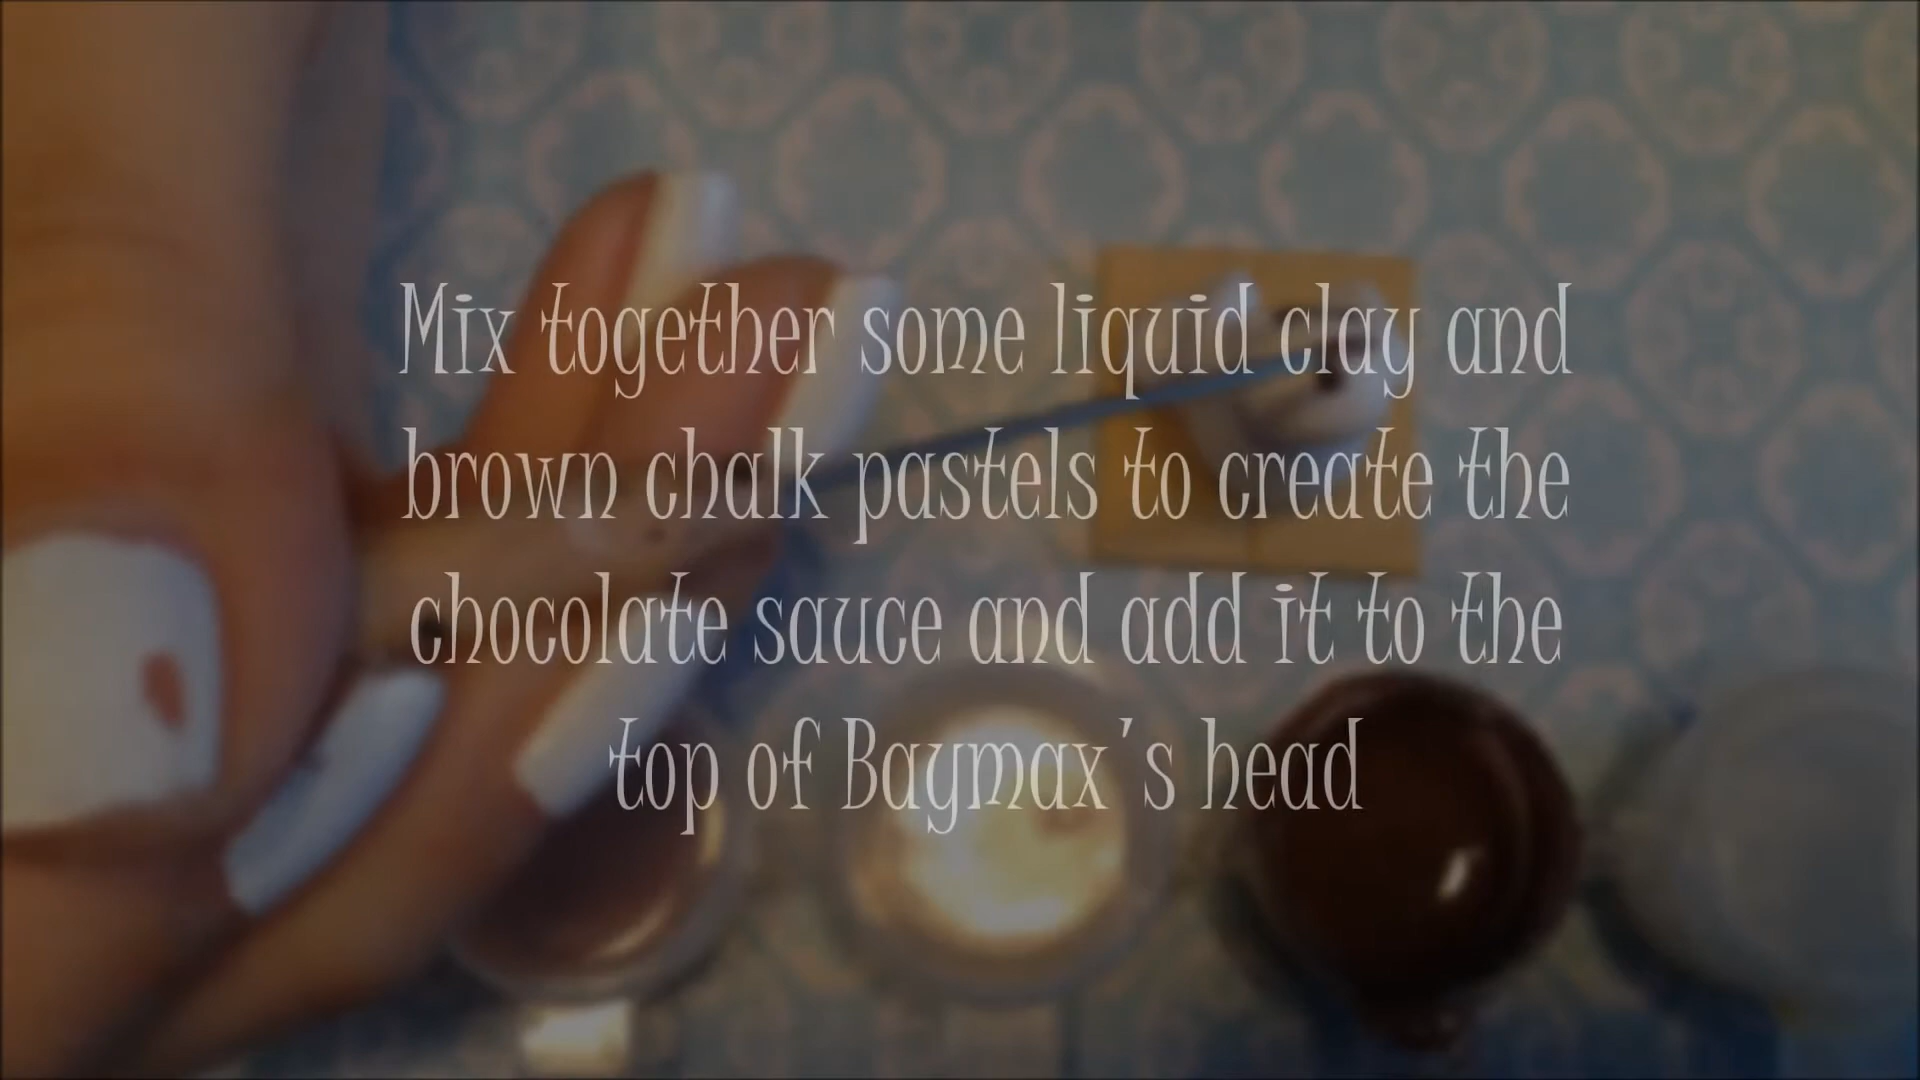 Mix together some liquid clay and
brown chalk pastels to create the
chocolate sauce and add it to the
top of Baymax's head